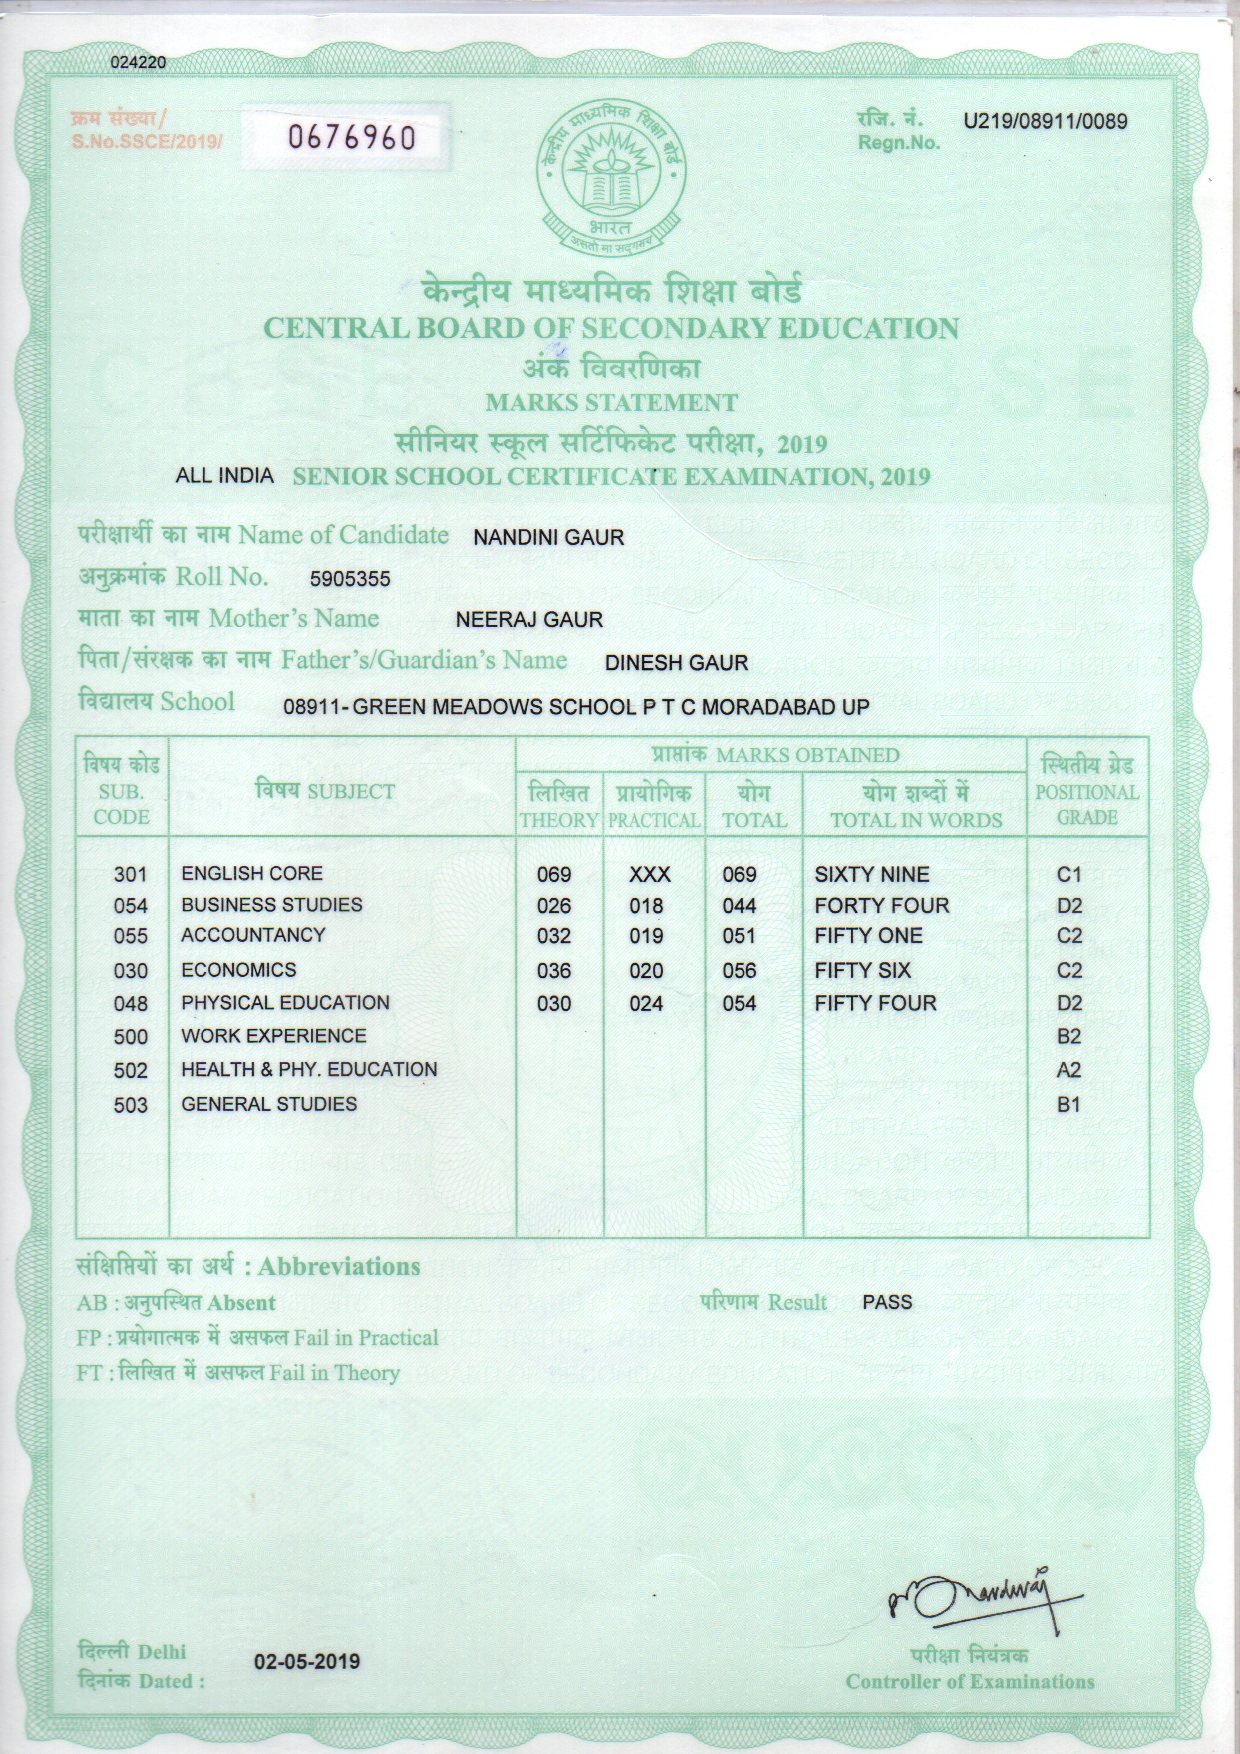 024220
क्रम संख्या/
S.No.SSCE/2019/
0676960
रजि. नं.
Regn.No.
U219/08911/0089
केन्द्रीय माध्यमिक शिक्षा बोर्ड
भारत
असतो मा सद्गमय
केन्द्रीय माध्यमिक शिक्षा बोर्ड
CENTRAL BOARD OF SECONDARY EDUCATION
अंक विवरणिका
MARKS STATEMENT
सीनियर स्कूल सर्टिफिकेट परीक्षा, 2019
ALL INDIA SENIOR SCHOOL CERTIFICATE EXAMINATION, 2019
परीक्षार्थी का नाम Name of Candidate NANDINI GAUR
अनुक्रमांक Roll No. 5905355
माता का नाम Mother's Name NEERAJ GAUR
पिता/संरक्षक का नाम Father's/Guardian's Name DINESH GAUR
विद्यालय School 08911- GREEN MEADOWS SCHOOL P T C MORADABAD UP
विषय कोड SUB. CODE
विषय SUBJECT
प्राप्तांक MARKS OBTAINED
लिखित THEORY
प्रायोगिक PRACTICAL
योग TOTAL
योग शब्दों में TOTAL IN WORDS
स्थितीय ग्रेड POSITIONAL GRADE
301 ENGLISH CORE 069 XXX 069 SIXTY NINE C1
054 BUSINESS STUDIES 026 018 044 FORTY FOUR D2
055 ACCOUNTANCY 032 019 051 FIFTY ONE C2
030 ECONOMICS 036 020 056 FIFTY SIX C2
048 PHYSICAL EDUCATION 030 024 054 FIFTY FOUR D2
500 WORK EXPERIENCE B2
502 HEALTH & PHY. EDUCATION A2
503 GENERAL STUDIES B1
संक्षिप्तियों का अर्थ : Abbreviations
AB : अनुपस्थित Absent
परिणाम Result PASS
FP : प्रयोगात्मक में असफल Fail in Practical
FT : लिखित में असफल Fail in Theory
दिल्ली Delhi
दिनांक Dated : 02-05-2019
परीक्षा नियंत्रक
Controller of Examinations